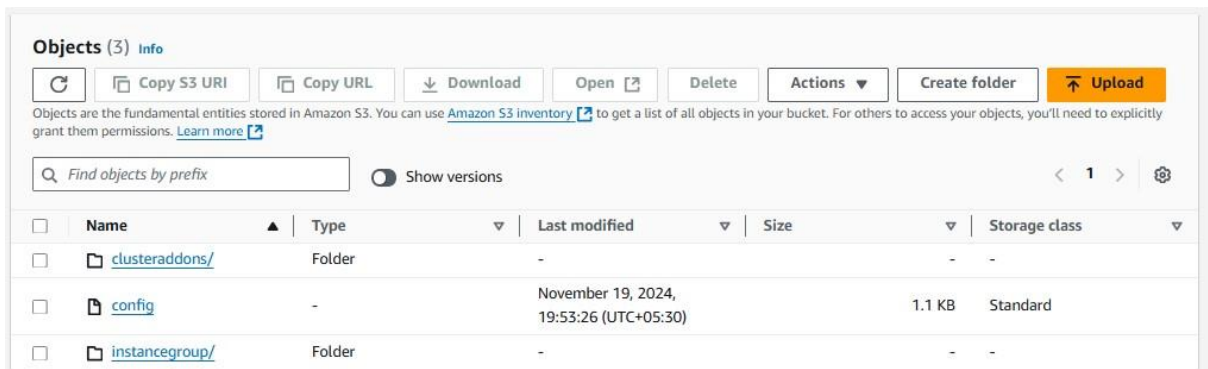 Objects (3) Info
Copy S3 URI Copy URL Download Open Delete Actions Create folder Upload
Objects are the fundamental entities stored in Amazon S3. You can use Amazon S3 inventory to get a list of all objects in your bucket. For others to access your objects, you'll need to explicitly
grant them permissions. Learn more
Find objects by prefix Show versions 1
Name Type Last modified Size Storage class
clusteraddons/ Folder - - -
config - November 19, 2024, 1.1 KB Standard
19:53:26 (UTC+05:30)
instancegroup/ Folder - - -